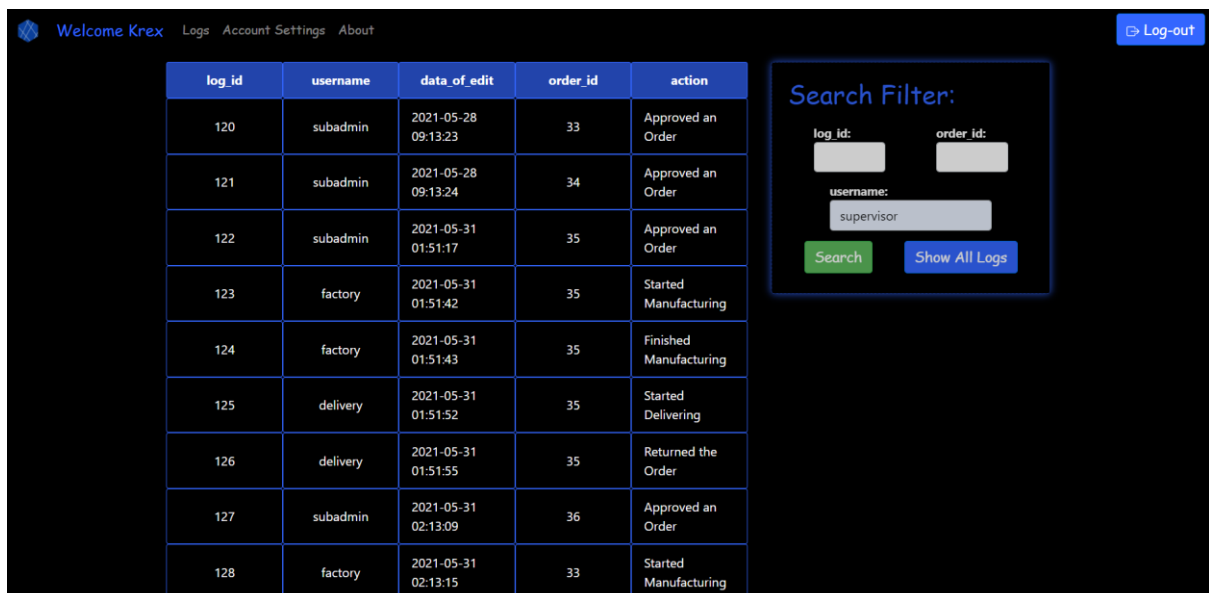 Welcome Krex Logs Account Settings About Log-out
log_id username data_of_edit order_id action
120 subadmin 2021-05-28 09:13:23 33 Approved an Order
121 subadmin 2021-05-28 09:13:24 34 Approved an Order
122 subadmin 2021-05-31 01:51:17 35 Approved an Order
123 factory 2021-05-31 01:51:42 35 Started Manufacturing
124 factory 2021-05-31 01:51:43 35 Finished Manufacturing
125 delivery 2021-05-31 01:51:52 35 Started Delivering
126 delivery 2021-05-31 01:51:55 35 Returned the Order
127 subadmin 2021-05-31 02:13:09 36 Approved an Order
128 factory 2021-05-31 02:13:15 33 Started Manufacturing
Search Filter:
log_id: order_id:
username:
supervisor
Search Show All Logs